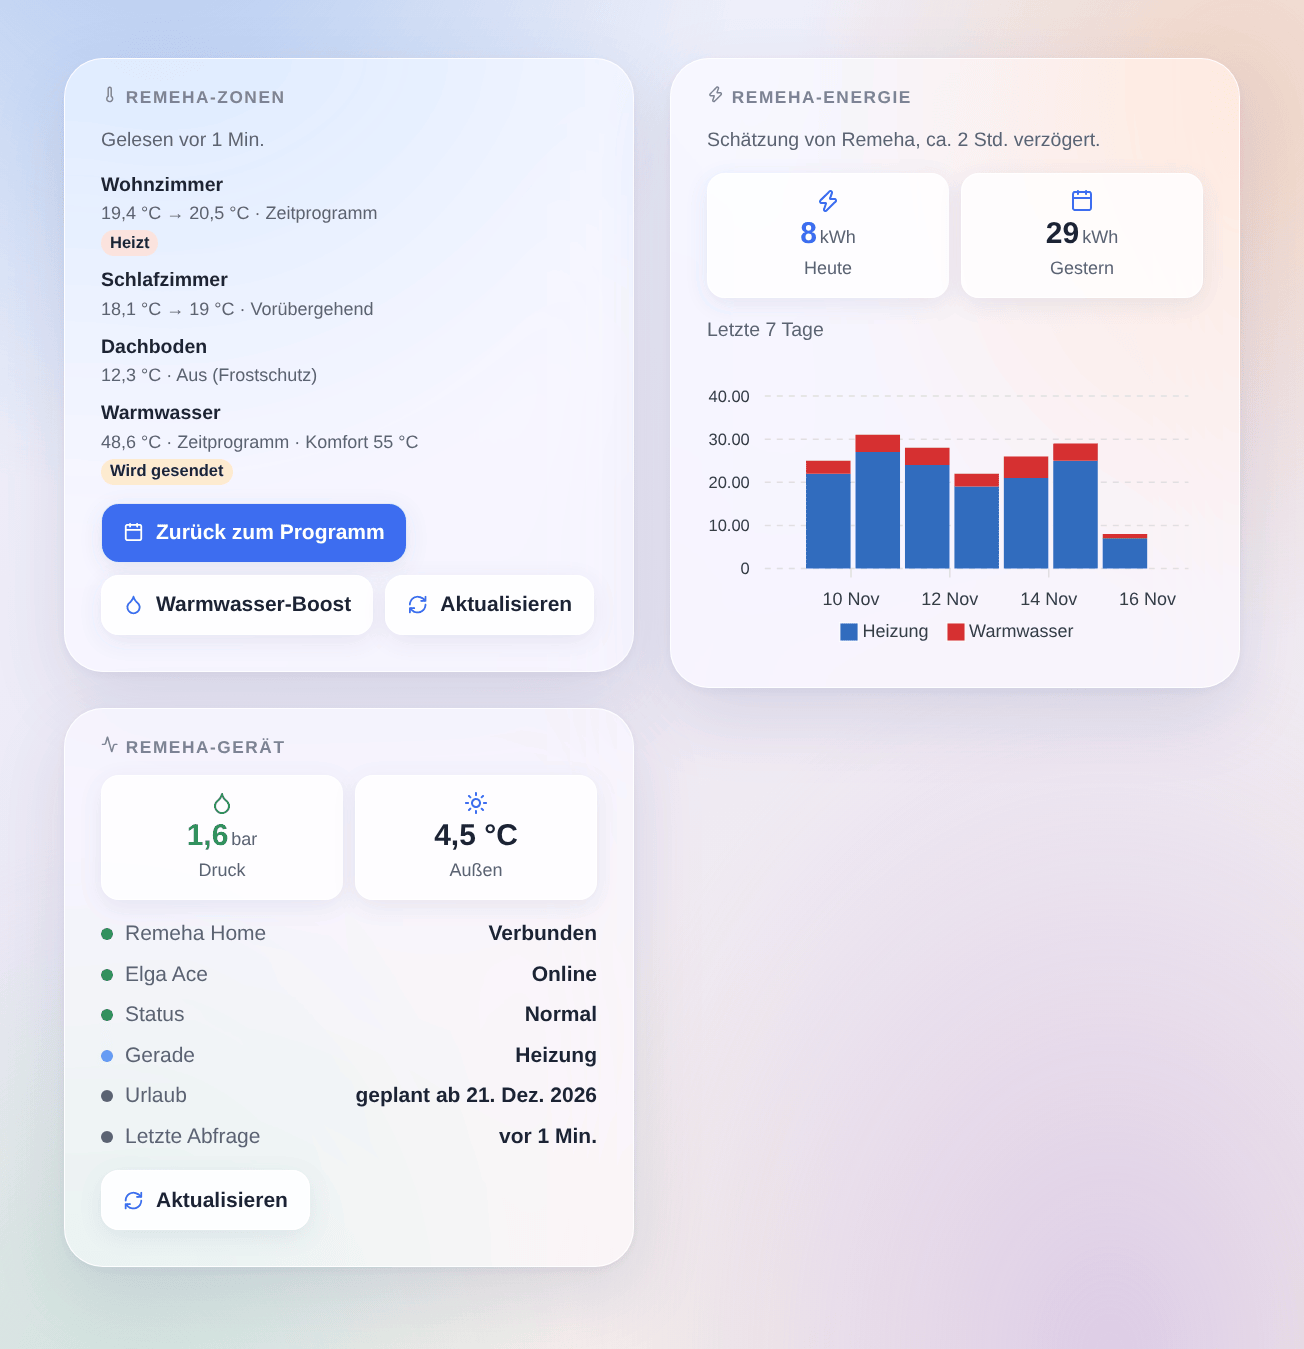 REMEHA-ZONEN
Gelesen vor 1 Min.
Wohnzimmer
19,4 °C → 20,5 °C · Zeitprogramm
Heizt
Schlafzimmer
18,1 °C → 19 °C · Vorübergehend
Dachboden
12,3 °C · Aus (Frostschutz)
Warmwasser
48,6 °C · Zeitprogramm · Komfort 55 °C
Wird gesendet
Zurück zum Programm
Warmwasser-Boost
Aktualisieren
REMEHA-ENERGIE
Schätzung von Remeha, ca. 2 Std. verzögert.
8 kWh
Heute
29 kWh
Gestern
Letzte 7 Tage
40.00
30.00
20.00
10.00
0
10 Nov 12 Nov 14 Nov 16 Nov
Heizung Warmwasser
REMEHA-GERÄT
1,6 bar
Druck
4,5 °C
Außen
Remeha Home Verbunden
Elga Ace Online
Status Normal
Gerade Heizung
Urlaub geplant ab 21. Dez. 2026
Letzte Abfrage vor 1 Min.
Aktualisieren